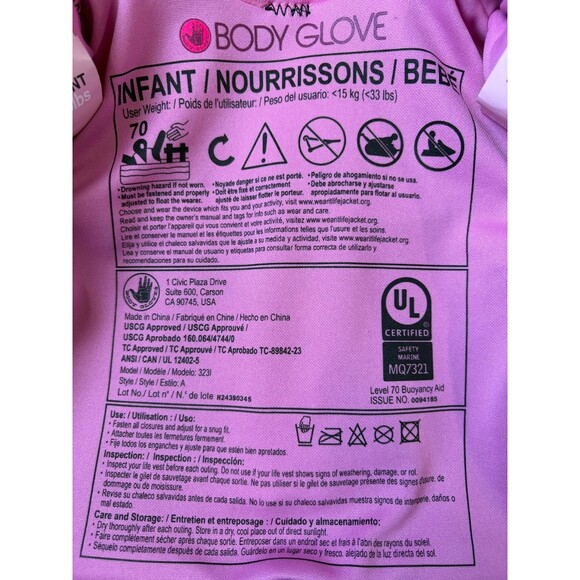 BODY GLOVE
INFANT / NOURRISSONS / BEBÉ
User Weight: / Poids de l'utilisateur: / Peso del usuario: <15 kg (<33 lbs)
NT
lbs
70
• Drowning hazard if not worn.
• Must be fastened and properly adjusted to float the wearer.
• Noyade danger si ce ne est porté.
• Doit être fixé et correctement ajusté de laisser flotter le porteur.
• Peligro de ahogamiento si no se usa.
• Debe abrocharse y ajustarse apropiadamente para flotar al usuario.
Choose and wear the device which fits you and your activity, visit www.wearitlifejacket.org.
Read and keep the owner's manual and tags for info such as wear and care.
Choisir et porter l'appareil qui vous convient et votre activité, visitez www.wearitlifejacket.org.
Lire et conserver le manuel et les étiquettes pour les informations telles que l'usure et les soins.
Elija y utilice el chaleco salvavidas que le ajuste a su medida y actividad, visite www.wearitlifejacket.org.
Lea y conserve el manual de usuario y etiquetas para consultar forma correcta de utilizarlo y
recomendaciones para su cuidado.
BODY GLOVE
1 Civic Plaza Drive
Suite 600, Carson
CA 90745, USA
Made in China / Fabriqué en Chine / Hecho en China
USCG Approved / USCG Approuvé /
USCG Aprobado 160.064/4744/0
TC Approved / TC Approuvé / TC Aprobado TC-89842-23
ANSI / CAN / UL 12402-5
Model / Modèle / Modelo: 323I
Style / Style / Estilo: A
Lot No./ Lot n° / N.° de lote #24380345
UL
CERTIFIED
SAFETY
MARINE
MQ7321
Level 70 Buoyancy Aid
ISSUE NO. 0094185
Use: / Utilisation : / Uso:
• Fasten all closures and adjust for a snug fit.
• Attacher toutes les fermetures fermement.
• Fije todos los enganches y ajuste para que estén bien apretados.
Inspection: / Inspection : / Inspección:
• Inspect your life vest before each outing. Do not use if your life vest shows signs of weathering, damage, or rot.
• Inspecter le gilet de sauvetage avant chaque sortie. Ne pas utiliser si le gilet de sauvetage présente des signes d'usure, de
dommage ou de moisissure.
• Revise su chaleco salvavidas antes de cada salida. No lo use si su chaleco salvavidas muestra signos de intemperie, daños o
mal estado.
Care and Storage: / Entretien et entreposage : / Cuidado y almacenamiento:
• Dry thoroughly after each outing. Store in a dry, cool place out of direct sunlight.
• Faire complètement sécher après chaque sortie. Entreposer dans un endroit sec et frais à l'abri des rayons du soleil.
• Séquelo completamente después de cada salida. Guárdelo en un lugar seco y fresco, alejado de la luz directa del sol.